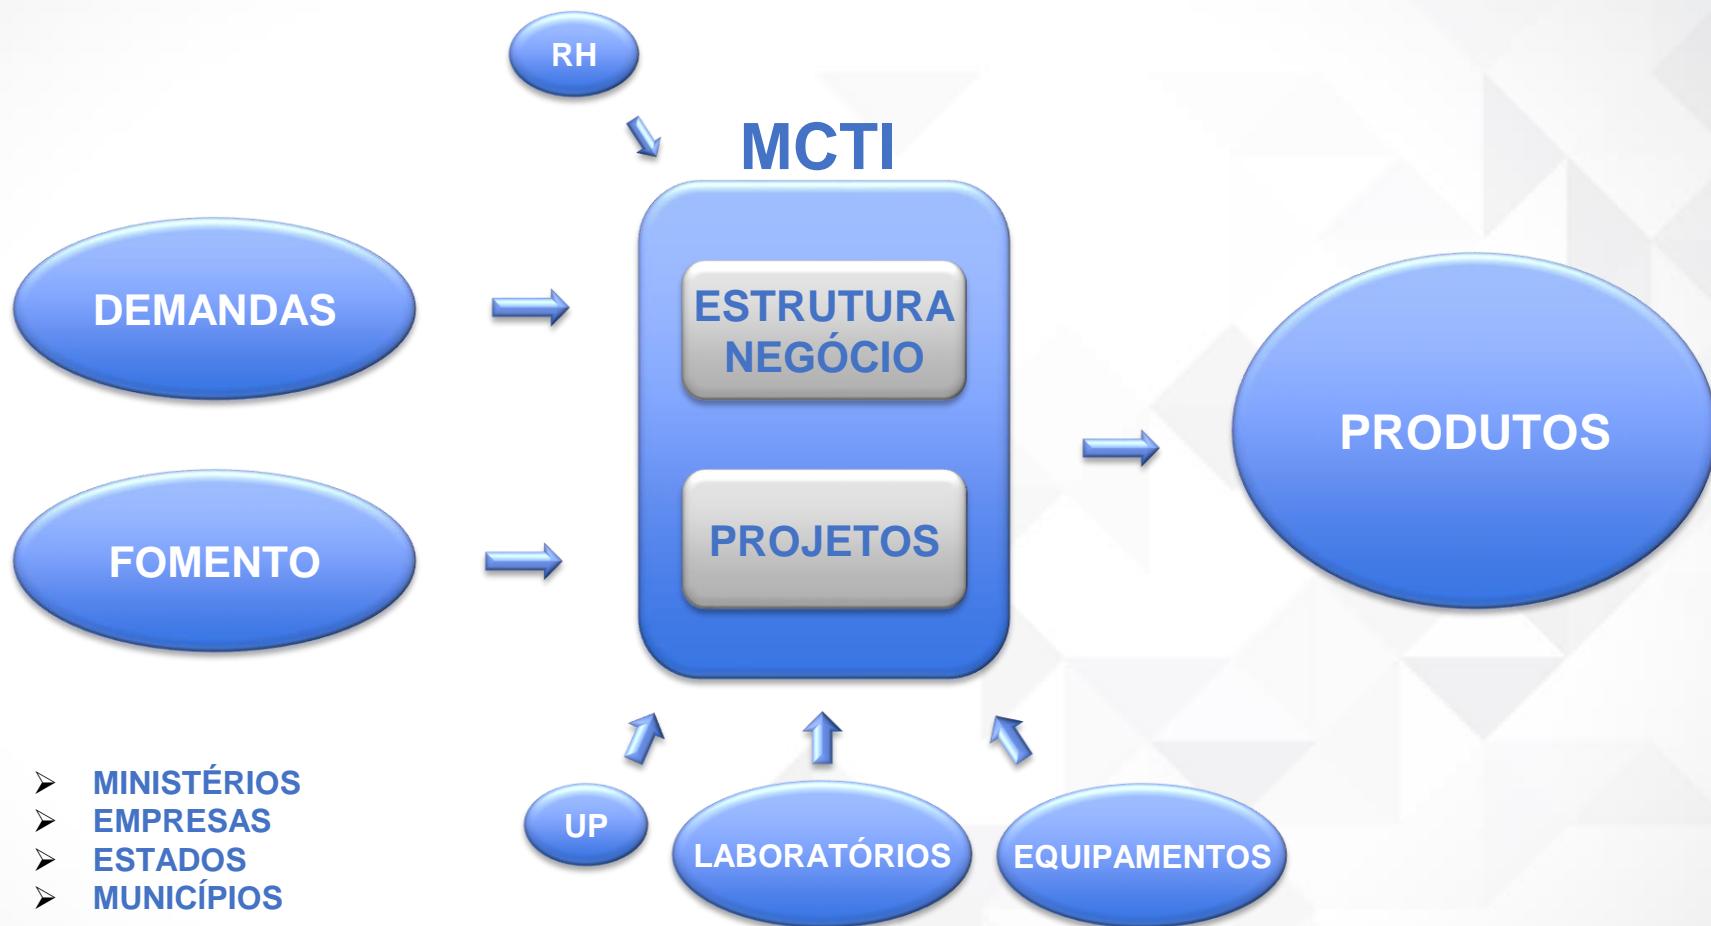 RH
MCTI
DEMANDAS
ESTRUTURA
NEGÓCIO
PRODUTOS
FOMENTO
PROJETOS
MINISTÉRIOS
EMPRESAS
ESTADOS
MUNICÍPIOS
UP
LABORATÓRIOS
EQUIPAMENTOS